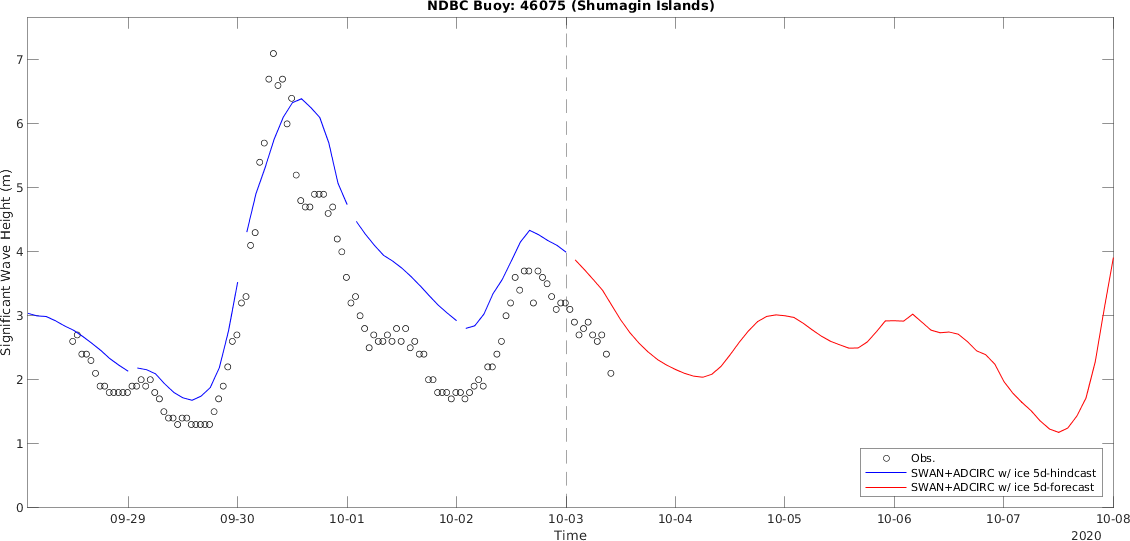 NDBC Buoy: 46075 (Shumagin Islands)
Significant Wave Height (m)
7
6
5
4
3
2
1
0
Obs.
SWAN+ADCIRC w/ ice 5d-hindcast
SWAN+ADCIRC w/ ice 5d-forecast
09-29 09-30 10-01 10-02 10-03 10-04 10-05 10-06 10-07 10-08
Time
2020